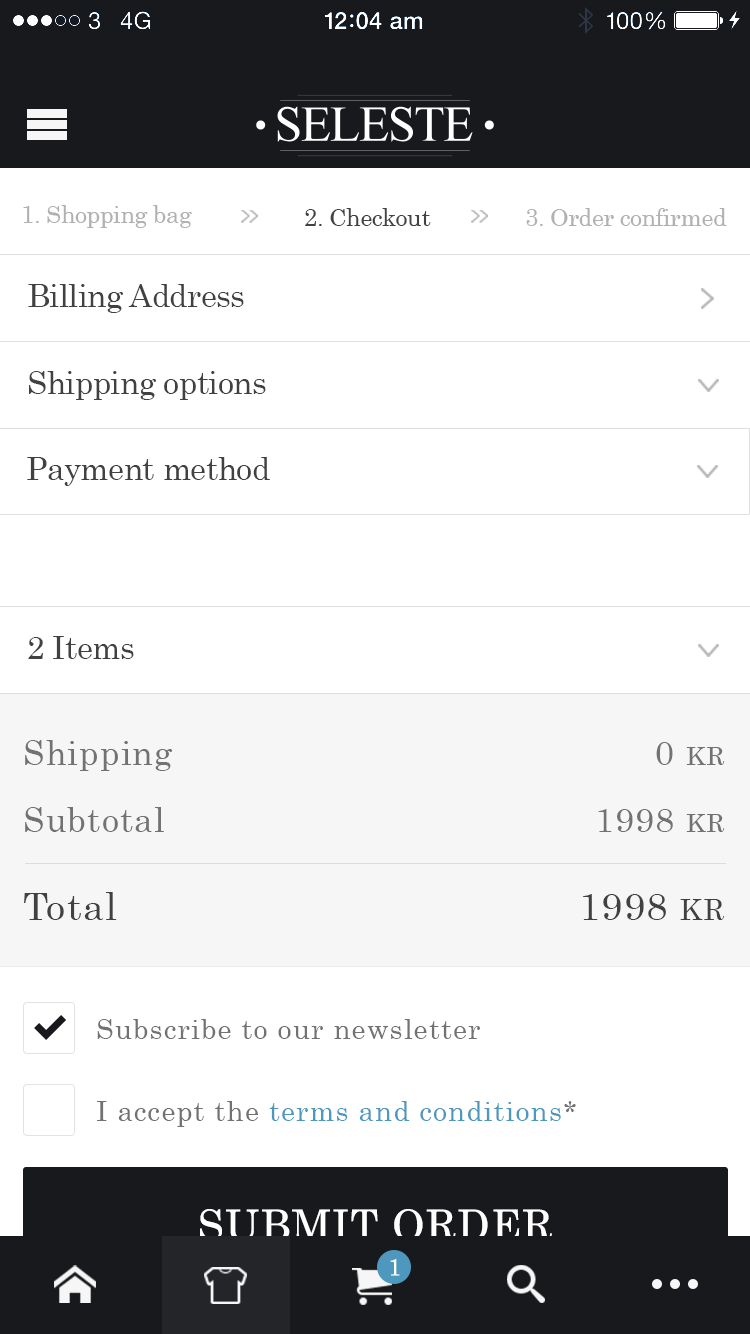 3 4G 12:04 am 100%
SELESTE
1. Shopping bag » 2. Checkout » 3. Order confirmed
Billing Address
Shipping options
Payment method
2 Items
Shipping 0 KR
Subtotal 1998 KR
Total 1998 KR
Subscribe to our newsletter
I accept the terms and conditions*
SUBMIT ORDER
1